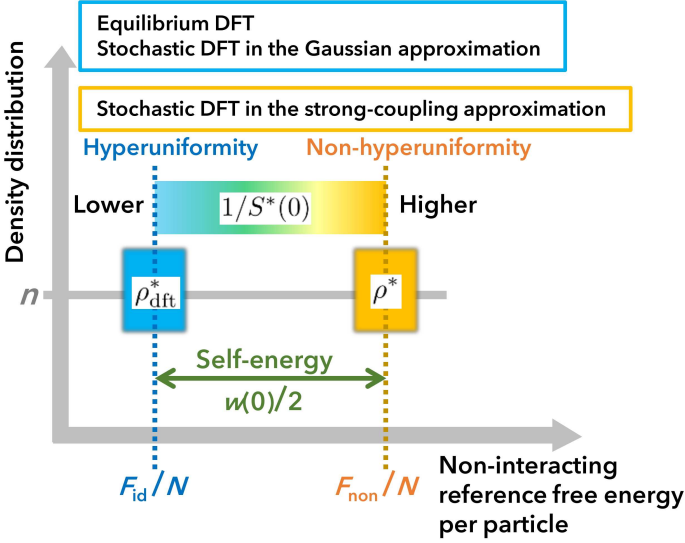 Equilibrium DFT
Stochastic DFT in the Gaussian approximation
Stochastic DFT in the strong-coupling approximation
Hyperuniformity
Non-hyperuniformity
Density distribution
Lower
1/S*(0)
Higher
n
ρ*dft
ρ*
Self-energy
w(0)/2
Fid/N
Fnon/N
Non-interacting
reference free energy
per particle